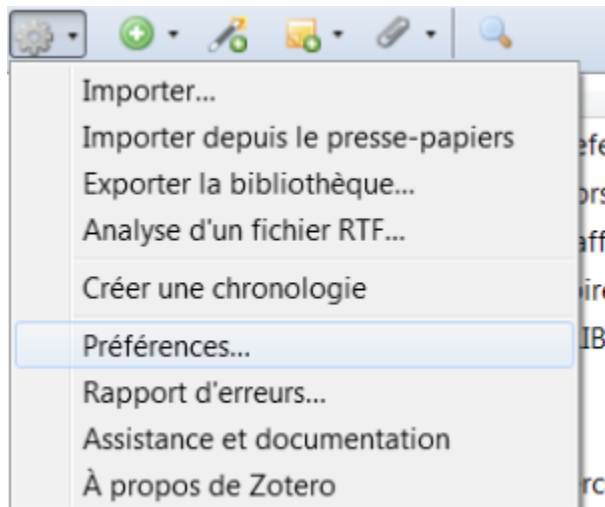 Importer...
Importer depuis le presse-papiers
Exporter la bibliothèque...
Analyse d'un fichier RTF...
Créer une chronologie
Préférences...
Rapport d'erreurs...
Assistance et documentation
À propos de Zotero